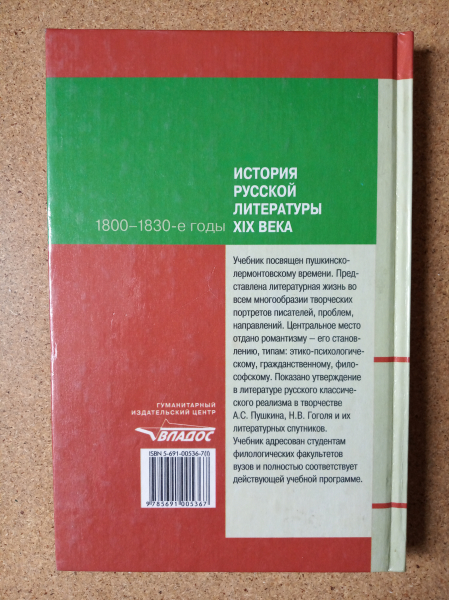 ИСТОРИЯ
РУССКОЙ
ЛИТЕРАТУРЫ
1800–1830-е годы XIX ВЕКА
Учебник посвящен пушкинско-
лермонтовскому времени. Пред-
ставлена литературная жизнь во
всем многообразии творческих
портретов писателей, проблем,
направлений. Центральное место
отдано романтизму – его станов-
лению, типам: этико-психологиче-
скому, гражданственному, фило-
софскому. Показано утверждение
в литературе русского классиче-
ского реализма в творчестве
А.С. Пушкина, Н.В. Гоголя и их
литературных спутников.
Учебник адресован студентам
филологических факультетов
вузов и полностью соответствует
действующей учебной программе.
ГУМАНИТАРНЫЙ
ИЗДАТЕЛЬСКИЙ ЦЕНТР
ВЛАДОС
ISBN 5-691-00536-7(I)
9 785691 005367